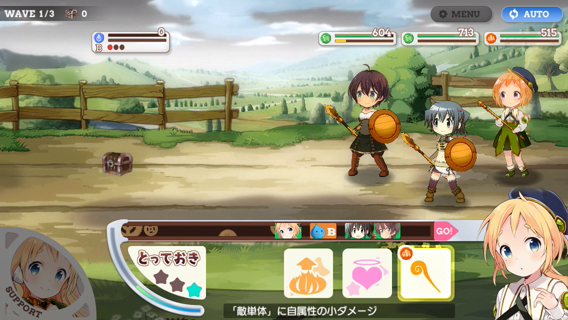 WAVE 1/3 0
MENU
AUTO
0
B
604
713
515
B
GO!
とっておき
SUPPORT
「敵単体」に自属性の小ダメージ